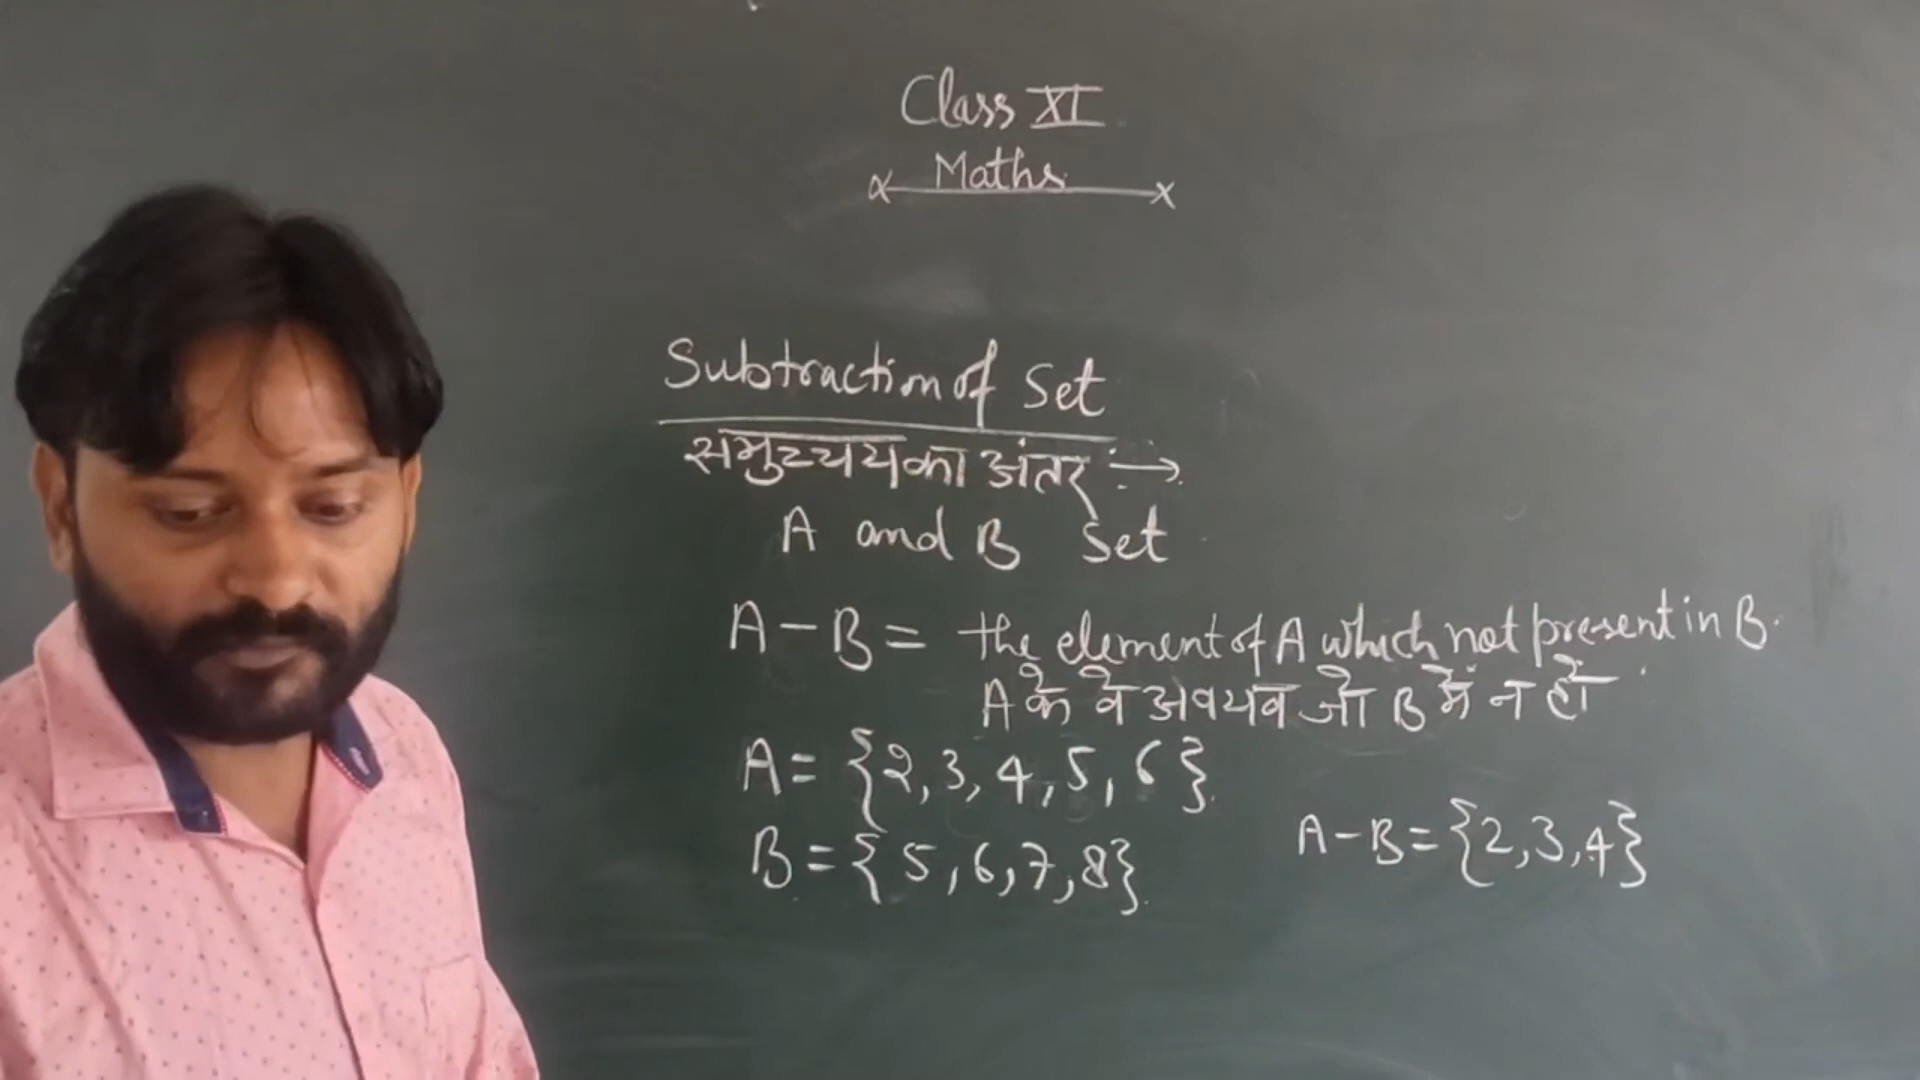 Class XI
Maths
Subtraction of Set
समुच्चय का अंतर :→
A and B Set
A - B = the element of A which not present in B.
A के वे अवयव जो B में न हो
A = {2, 3, 4, 5, 6}
B = {5, 6, 7, 8}
A - B = {2, 3, 4}